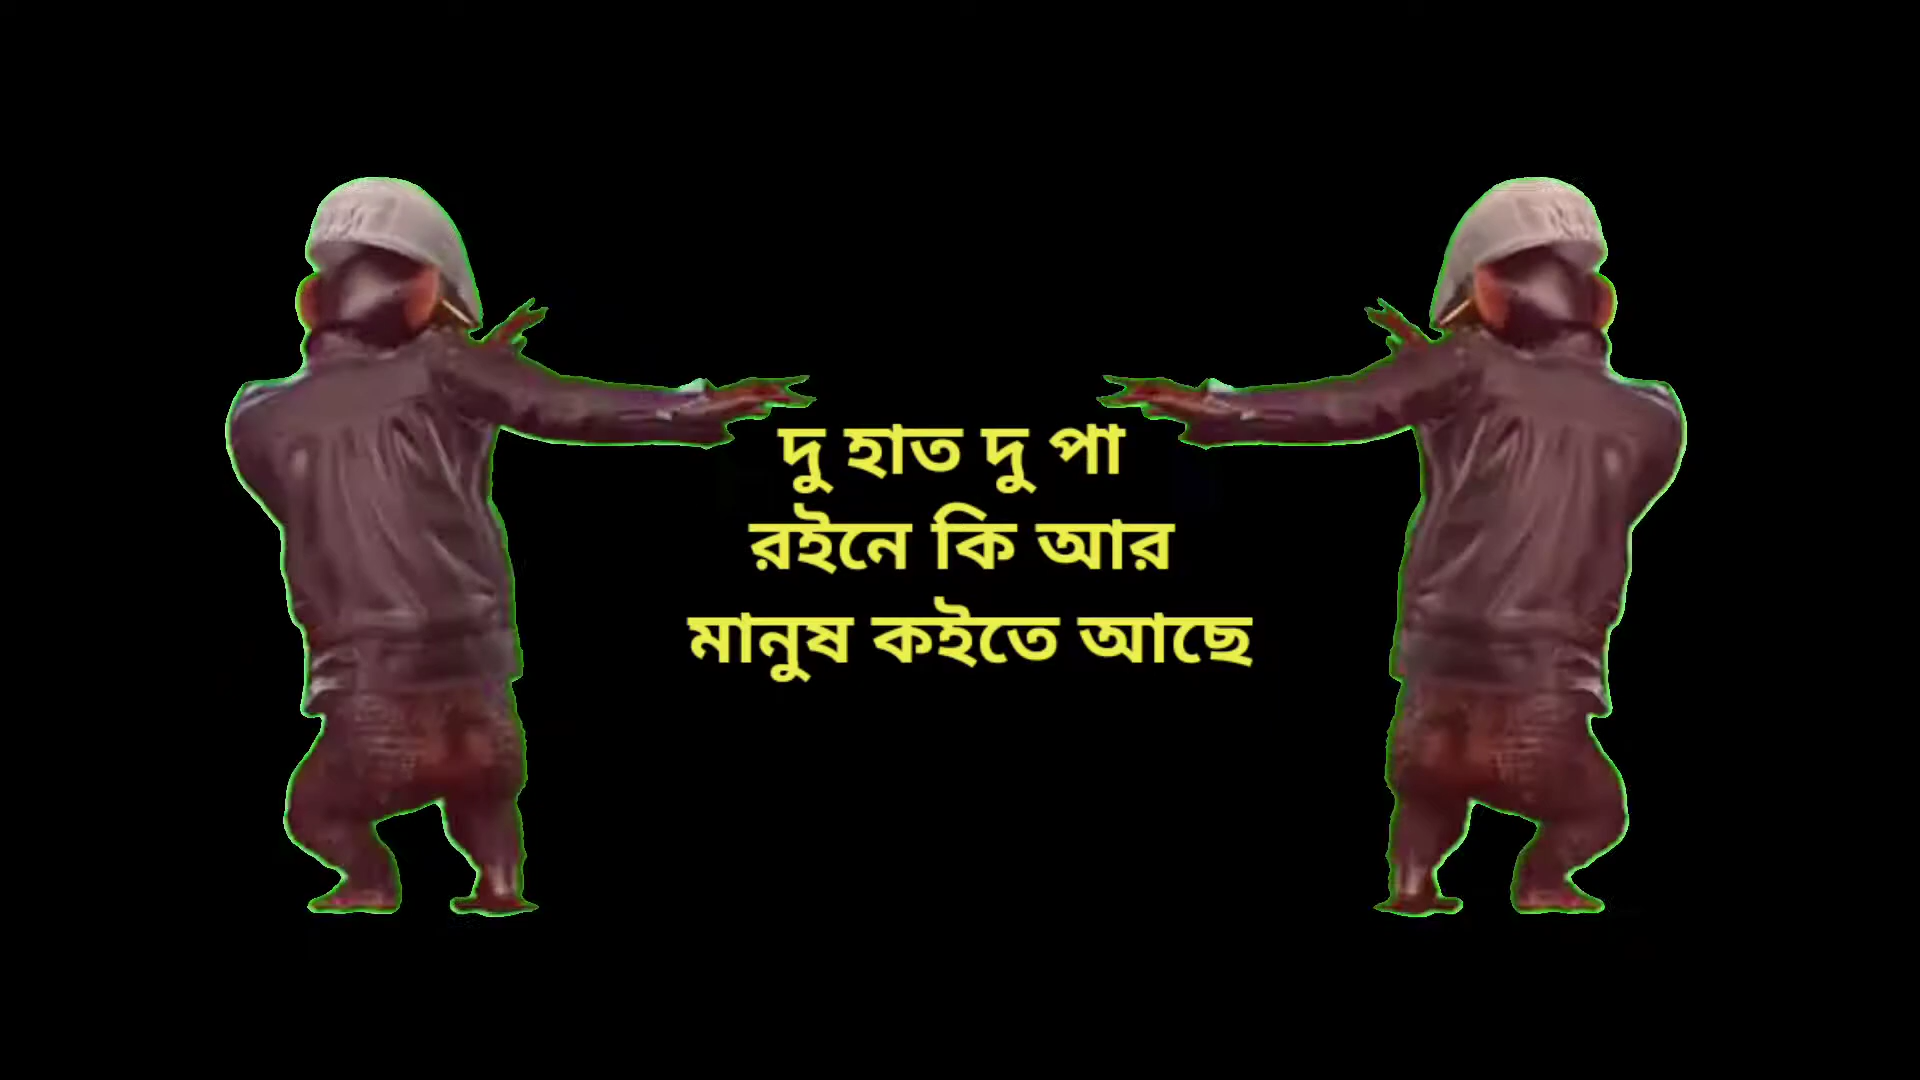 দু হাত দু পা
রইনে কি আর
মানুষ কইতে আছে